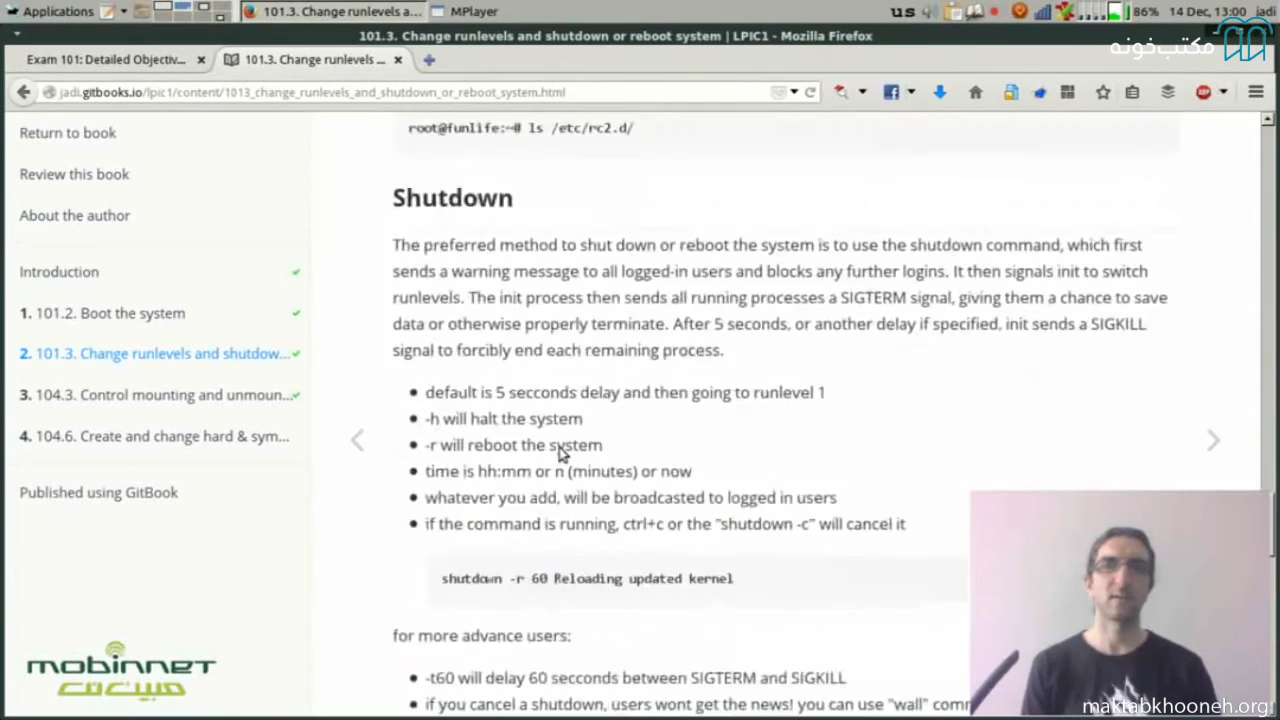 Applications
101.3. Change runlevels a...
MPlayer
us
86%
14 Dec, 13:00
jadi
101.3. Change runlevels and shutdown or reboot system | LPIC1 - Mozilla Firefox
مکتب‌خونه
Exam 101: Detailed Objectiv...
101.3. Change runlevels ...
jadi.gitbooks.io/lpic1/content/1013_change_runlevels_and_shutdown_or_reboot_system.html
Return to book
Review this book
About the author
Introduction
1. 101.2. Boot the system
2. 101.3. Change runlevels and shutdow...
3. 104.3. Control mounting and unmoun...
4. 104.6. Create and change hard & sym...
Published using GitBook
mobinnet
مبین نت
root@funlife:~# ls /etc/rc2.d/
Shutdown
The preferred method to shut down or reboot the system is to use the shutdown command, which first
sends a warning message to all logged-in users and blocks any further logins. It then signals init to switch
runlevels. The init process then sends all running processes a SIGTERM signal, giving them a chance to save
data or otherwise properly terminate. After 5 seconds, or another delay if specified, init sends a SIGKILL
signal to forcibly end each remaining process.
• default is 5 secconds delay and then going to runlevel 1
• -h will halt the system
• -r will reboot the system
• time is hh:mm or n (minutes) or now
• whatever you add, will be broadcasted to logged in users
• if the command is running, ctrl+c or the "shutdown -c" will cancel it
shutdown -r 60 Reloading updated kernel
for more advance users:
• -t60 will delay 60 secconds between SIGTERM and SIGKILL
• if you cancel a shutdown, users wont get the news! you can use "wall" com
maktabkhooneh.org